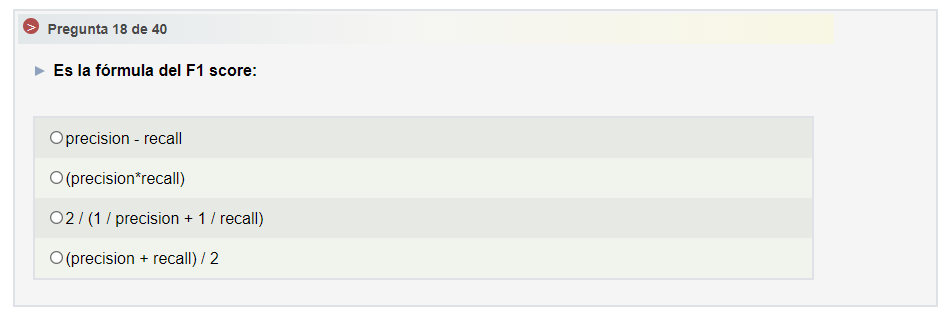 Pregunta 18 de 40
Es la fórmula del F1 score:
precision - recall
(precision*recall)
2 / (1 / precision + 1 / recall)
(precision + recall) / 2